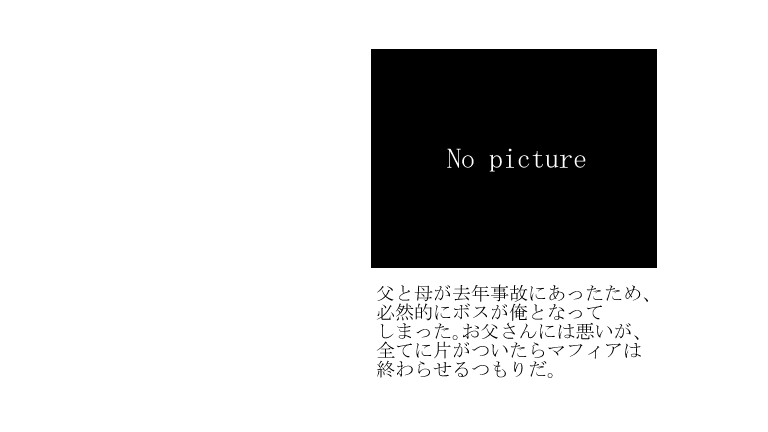 No picture
父と母が去年事故にあったため、
必然的にボスが俺となって
しまった。お父さんには悪いが、
全てに片がついたらマフィアは
終わらせるつもりだ。